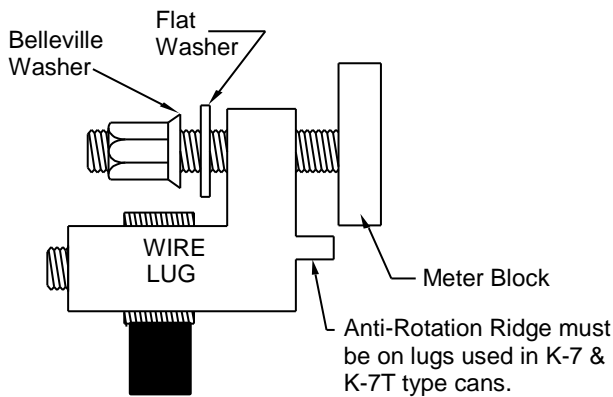 Flat
Washer
Belleville
Washer
WIRE
LUG
Meter Block
Anti-Rotation Ridge must
be on lugs used in K-7 &
K-7T type cans.